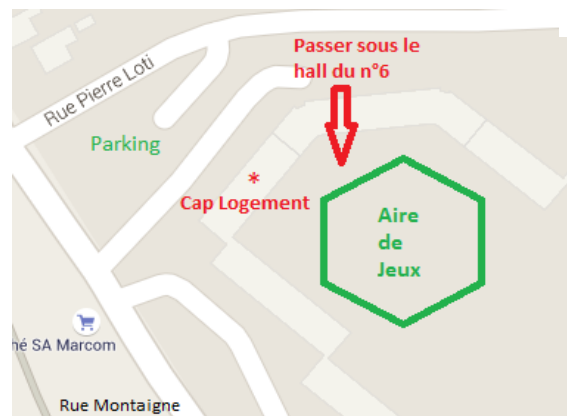 Passer sous le
hall du n°6
Rue Pierre Loti
Parking
*
Cap Logement
Aire
de
Jeux
hé SA Marcom
Rue Montaigne